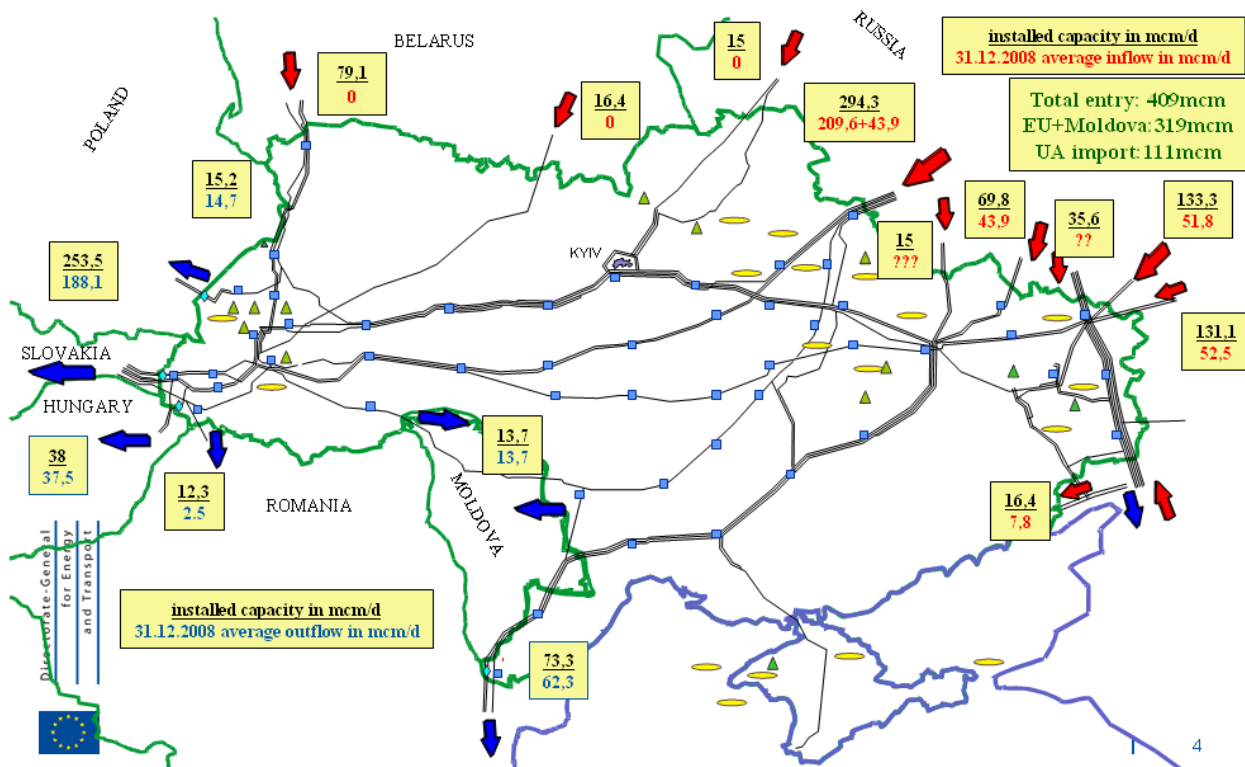 BELARUS
RUSSIA
POLAND
installed capacity in mcm/d
31.12.2008 average inflow in mcm/d
Total entry: 409mcm
EU+Moldova: 319mcm
UA import: 111mcm
79,1
0
16,4
0
15
0
294,3
209,6+43,9
15,2
14,7
69,8
43,9
35,6
??
133,3
51,8
15
???
KYIV
253,5
188,1
131,1
52,5
SLOVAKIA
HUNGARY
38
37,5
12,3
2.5
ROMANIA
13,7
13,7
MOLDOVA
16,4
7,8
Directorate-General
for Energy
and Transport
installed capacity in mcm/d
31.12.2008 average outflow in mcm/d
73,3
62,3
4